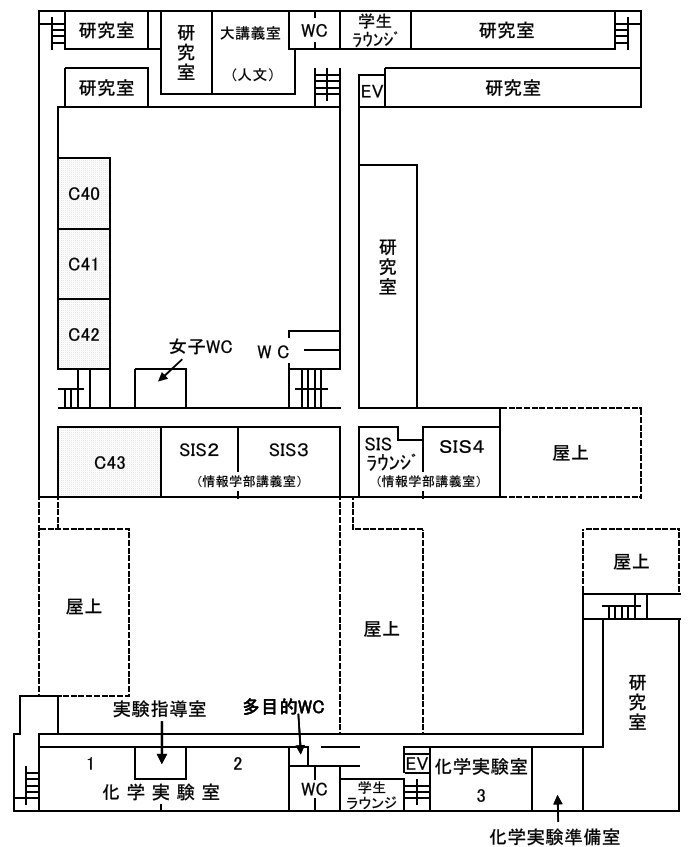 研究室
研究室
大講義室
(人文)
WC
学生
ラウンジ
研究室
研究室
EV
研究室
C40
C41
C42
研究室
女子WC
WC
C43
SIS2
SIS3
(情報学部講義室)
SIS
ラウンジ
SIS4
(情報学部講義室)
屋上
屋上
屋上
屋上
研究室
実験指導室
多目的WC
1
2
化学実験室
WC
学生
ラウンジ
EV
化学実験室
3
化学実験準備室